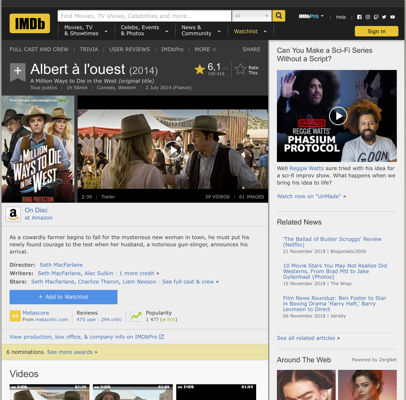 IMDb
Find Movies, TV shows, Celebrities and more...
All
IMDbPro
Help
Movies, TV
& Showtimes
Celebs, Events
& Photos
News &
Community
Watchlist
Sign in
FULL CAST AND CREW | TRIVIA | USER REVIEWS | IMDbPro | MORE
SHARE
Albert à l'ouest (2014)
A Million Ways to Die in the West (original title)
Tous publics | 1h 56min | Comedy, Western | 2 July 2014 (France)
6,1
Rate
This
A MILLION
WAYS TO
DIE IN THE
WEST
BRING PROTECTION
2:39 | Trailer
39 VIDEOS | 61 IMAGES
On Disc
at Amazon
As a cowardly farmer begins to fall for the mysterious new woman in town, he must put his
newly found courage to the test when her husband, a notorious gun-slinger, announces his
arrival.
Director: Seth MacFarlane
Writers: Seth MacFarlane, Alec Sulkin | 1 more credit »
Stars: Seth MacFarlane, Charlize Theron, Liam Neeson | See full cast & crew »
+ Add to Watchlist
Metascore
From metacritic.com
Reviews
475 user | 294 critic
Popularity
1 477
View production, box office, & company info on IMDbPro
6 nominations. See more awards »
Videos
Can You Make a Sci-Fi Series
Without a Script?
REGGIE WATTS'
PHASIUM
PROTOCOL
Well Reggie Watts sure tried with his idea for
a sci-fi improv show. What happens when we
bring his idea to life?
Watch now on "UnMade" »
Related News
'The Ballad of Buster Scruggs' Review
(Netflix)
21 November 2018 | Blogomatic3000
10 Movie Stars You May Not Realize Did
Westerns, From Brad Pitt to Jake
Gyllenhaal (Photos)
15 November 2018 | The Wrap
Film News Roundup: Ben Foster to Star
in Boxing Drama 'Harry Haft,' Barry
Levinson to Direct
06 November 2018 | Variety
See all related articles »
Around The Web
Powered by ZergNet